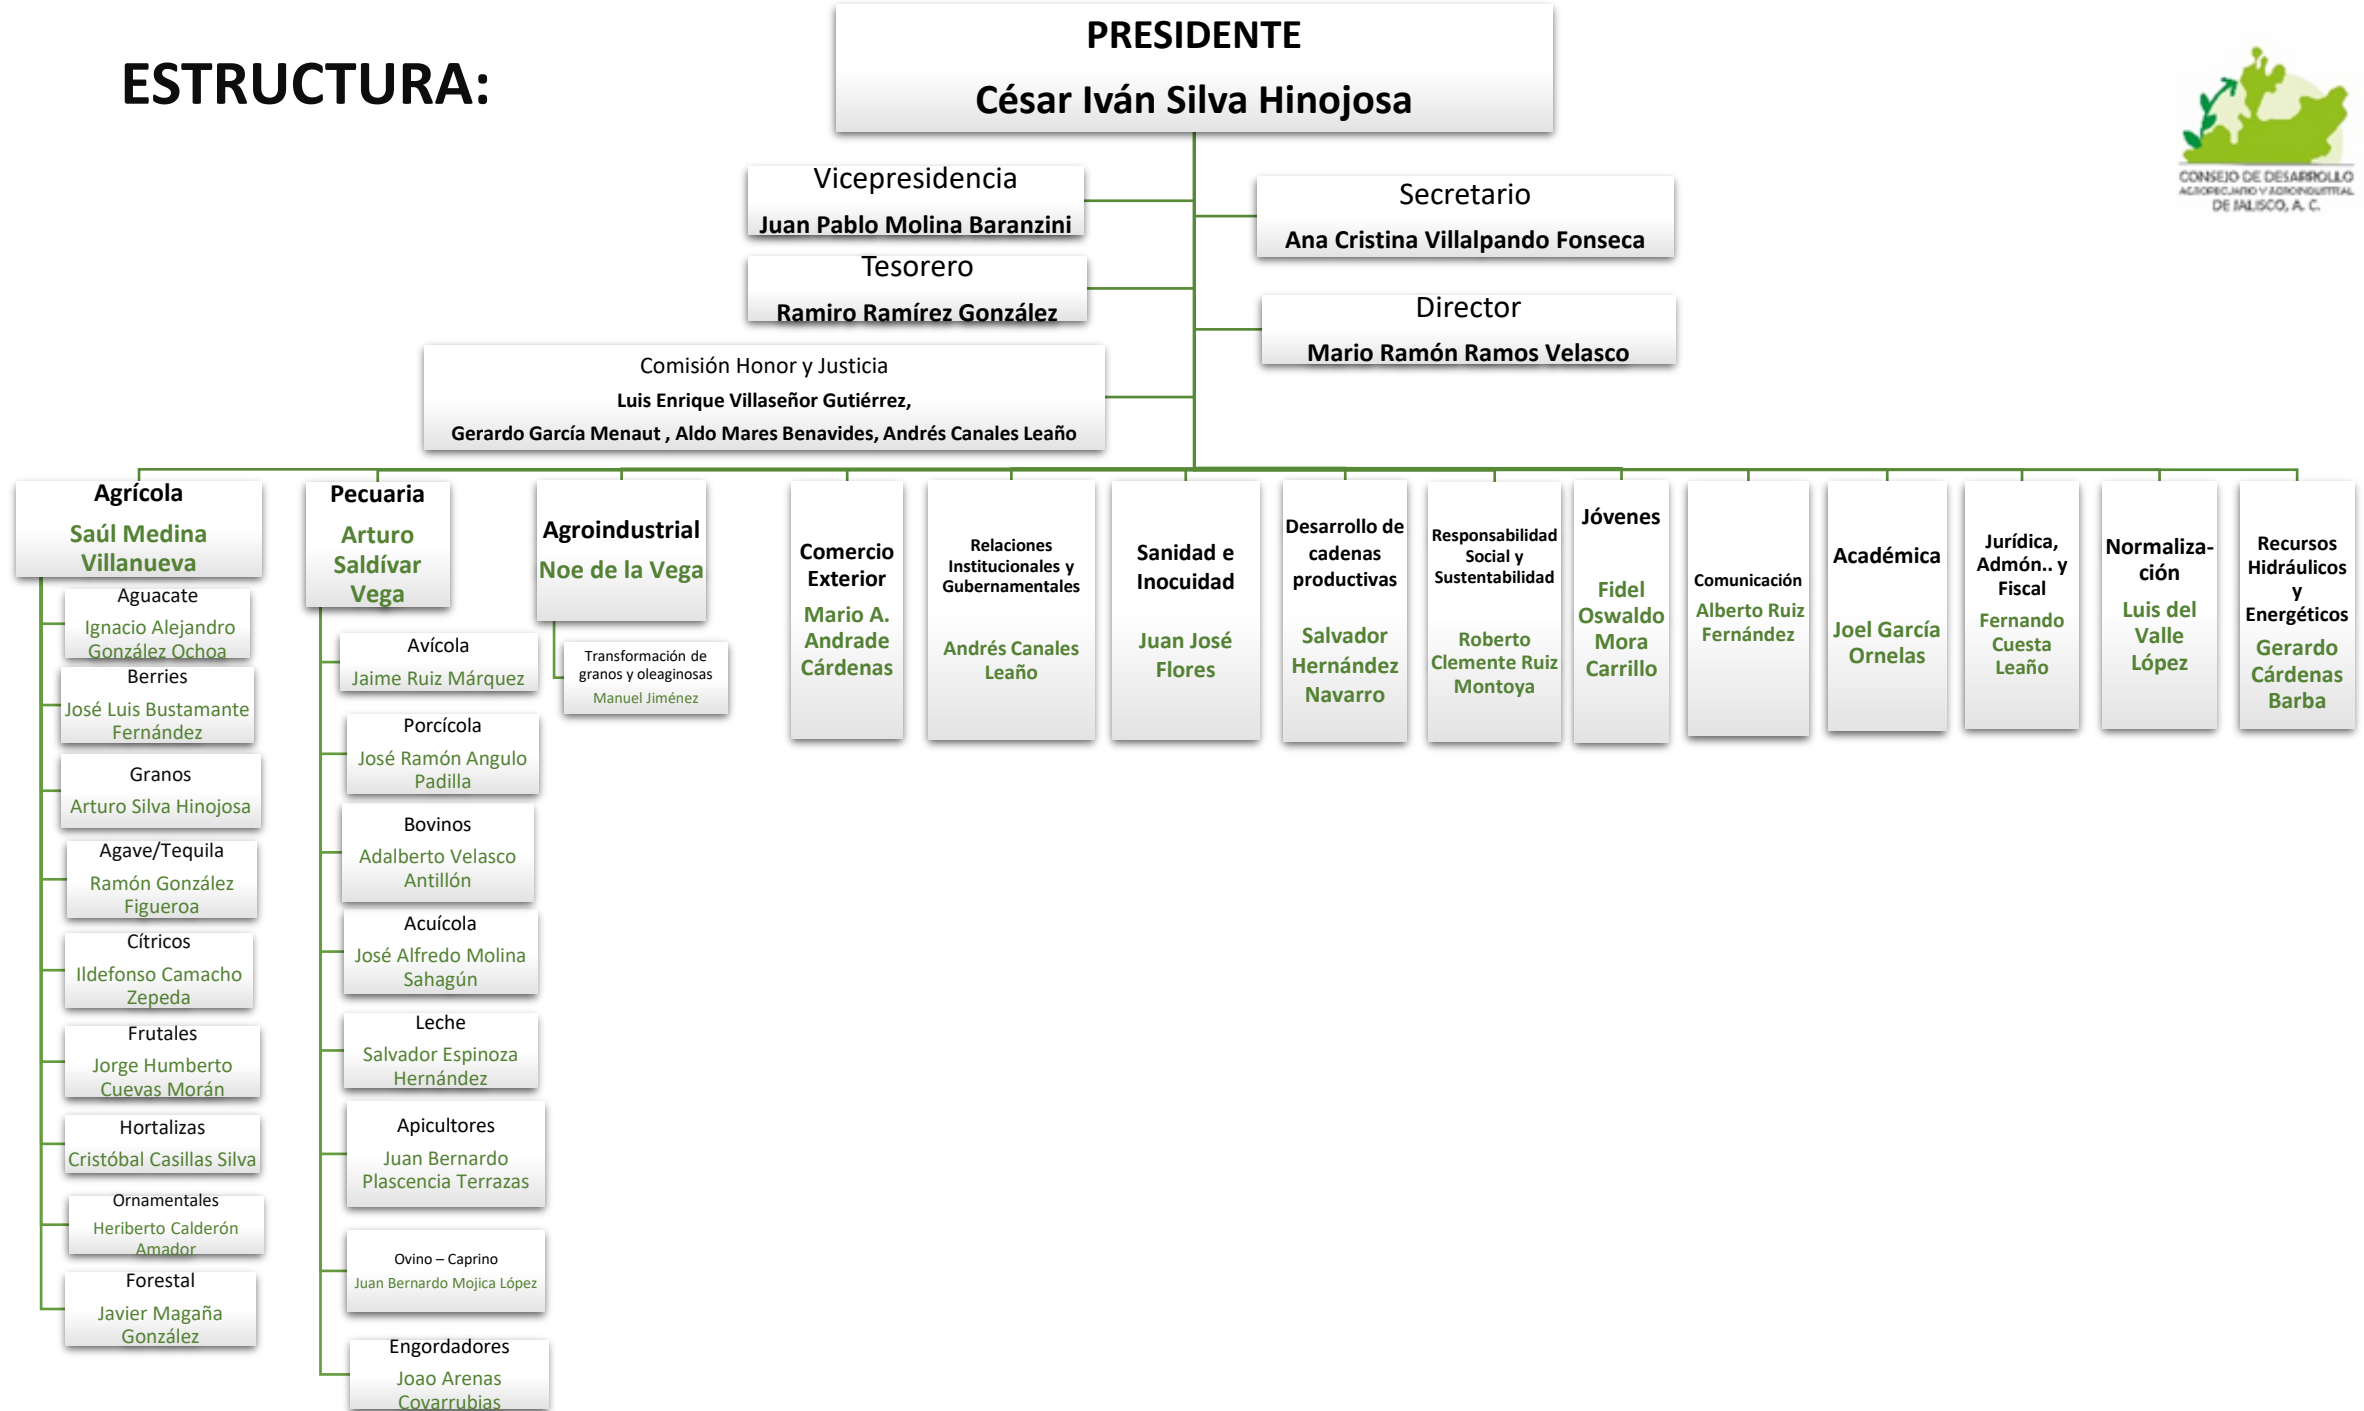 ESTRUCTURA:
PRESIDENTE
César Iván Silva Hinojosa
CONSEJO DE DESARROLLO
AGROPECUARIO Y AGROINDUSTRIAL
DE JALISCO, A. C.
Vicepresidencia
Juan Pablo Molina Baranzini
Secretario
Ana Cristina Villalpando Fonseca
Tesorero
Ramiro Ramírez González
Director
Mario Ramón Ramos Velasco
Comisión Honor y Justicia
Luis Enrique Villaseñor Gutiérrez,
Gerardo García Menaut , Aldo Mares Benavides, Andrés Canales Leaño
Agrícola
Saúl Medina
Villanueva
Aguacate
Ignacio Alejandro
González Ochoa
Berries
José Luis Bustamante
Fernández
Granos
Arturo Silva Hinojosa
Agave/Tequila
Ramón González
Figueroa
Cítricos
Ildefonso Camacho
Zepeda
Frutales
Jorge Humberto
Cuevas Morán
Hortalizas
Cristóbal Casillas Silva
Ornamentales
Heriberto Calderón
Amador
Forestal
Javier Magaña
González
Pecuaria
Arturo
Saldívar
Vega
Avícola
Jaime Ruiz Márquez
Porcícola
José Ramón Angulo
Padilla
Bovinos
Adalberto Velasco
Antillón
Acuícola
José Alfredo Molina
Sahagún
Leche
Salvador Espinoza
Hernández
Apicultores
Juan Bernardo
Plascencia Terrazas
Ovino – Caprino
Juan Bernardo Mojica López
Engordadores
Joao Arenas
Covarrubias
Agroindustrial
Noe de la Vega
Transformación de
granos y oleaginosas
Manuel Jiménez
Comercio
Exterior
Mario A.
Andrade
Cárdenas
Relaciones
Institucionales y
Gubernamentales
Andrés Canales
Leaño
Sanidad e
Inocuidad
Juan José
Flores
Desarrollo de
cadenas
productivas
Salvador
Hernández
Navarro
Responsabilidad
Social y
Sustentabilidad
Roberto
Clemente Ruiz
Montoya
Jóvenes
Fidel
Oswaldo
Mora
Carrillo
Comunicación
Alberto Ruiz
Fernández
Académica
Joel García
Ornelas
Jurídica,
Admón.. y
Fiscal
Fernando
Cuesta
Leaño
Normaliza-
ción
Luis del
Valle
López
Recursos
Hidráulicos
y
Energéticos
Gerardo
Cárdenas
Barba